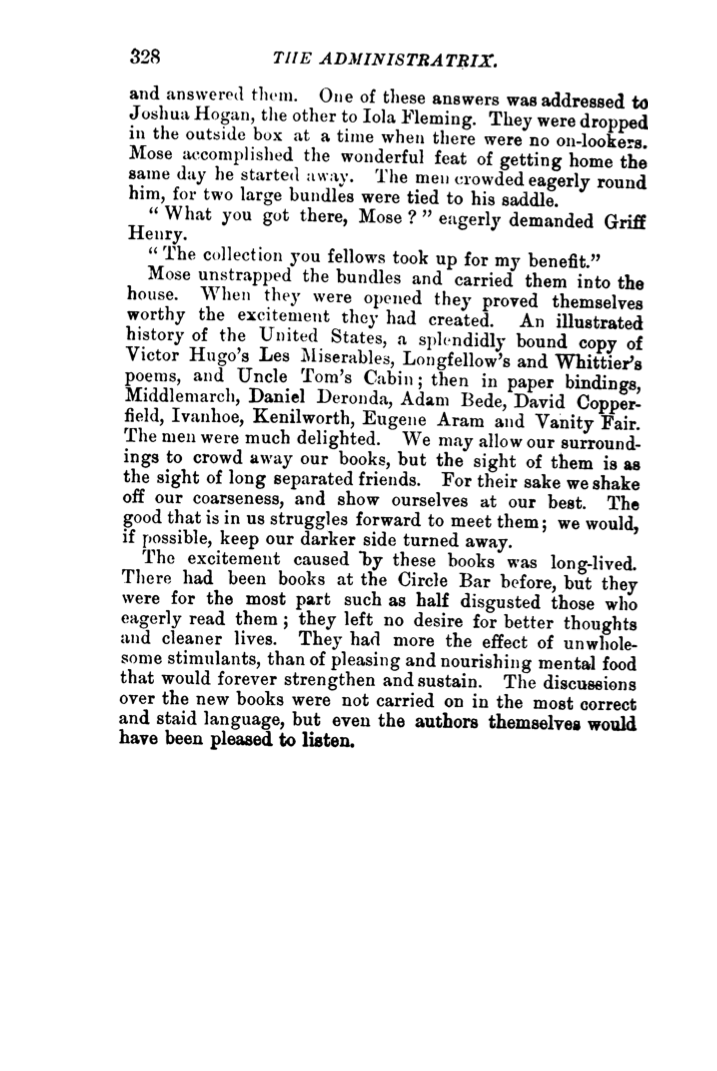 328 THE ADMINISTRATRIX.
and answered them. One of these answers was addressed to
Joshua Hogan, the other to Iola Fleming. They were dropped
in the outside box at a time when there were no on-lookers.
Mose accomplished the wonderful feat of getting home the
same day he started away. The men crowded eagerly round
him, for two large bundles were tied to his saddle.
“ What you got there, Mose ? ” eagerly demanded Griff
Henry.
“ The collection you fellows took up for my benefit.”
Mose unstrapped the bundles and carried them into the
house. When they were opened they proved themselves
worthy the excitement they had created. An illustrated
history of the United States, a splendidly bound copy of
Victor Hugo’s Les Miserables, Longfellow’s and Whittier’s
poems, and Uncle Tom’s Cabin ; then in paper bindings,
Middlemarch, Daniel Deronda, Adam Bede, David Copper-
field, Ivanhoe, Kenilworth, Eugene Aram and Vanity Fair.
The men were much delighted. We may allow our surround-
ings to crowd away our books, but the sight of them is as
the sight of long separated friends. For their sake we shake
off our coarseness, and show ourselves at our best. The
good that is in us struggles forward to meet them ; we would,
if possible, keep our darker side turned away.
The excitement caused by these books was long-lived.
There had been books at the Circle Bar before, but they
were for the most part such as half disgusted those who
eagerly read them ; they left no desire for better thoughts
and cleaner lives. They had more the effect of unwhole-
some stimulants, than of pleasing and nourishing mental food
that would forever strengthen and sustain. The discussions
over the new books were not carried on in the most correct
and staid language, but even the authors themselves would
have been pleased to listen.